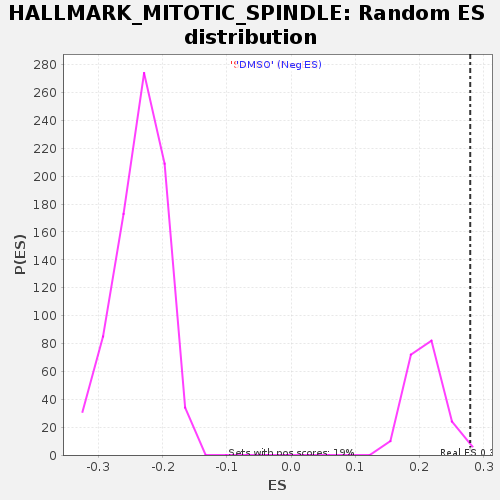 HALLMARK_MITOTIC_SPINDLE: Random ES
distribution
'DMSO' (Neg ES)
280
260
240
220
200
180
160
140
120
100
80
60
40
20
0
P(ES)
Sets with pos scores: 19%
Real ES 0.3
-0.3 -0.2 -0.1 0.0 0.1 0.2 0.3
ES